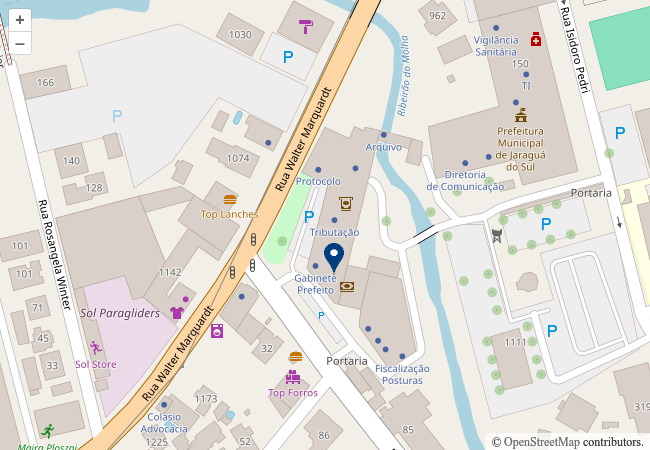 +
−
1030
962
Vigilância
Sanitária
150
TI
Rua Isidoro Pedri
166
P
P
Rua Walter Marquardt
Ribeirão do Molha
Prefeitura
Municipal
de Jaraguá
do Sul
P
140
1074
Arquivo
128
Protocolo
Diretoria
de Comunicação
Portaria
Top Lanches
P
Tributação
P
Rua Rosangela Winter
101
101
1142
Gabinete
Prefeito
71
Sol Paragliders
P
45
33
Sol Store
Rua Walter Marquardt
32
Portaria
Fiscalização
Posturas
1111
P
Top Forros
1173
Colasio
Advocacia
1225
86
85
319
Maira Ploszai
© OpenStreetMap contributors.